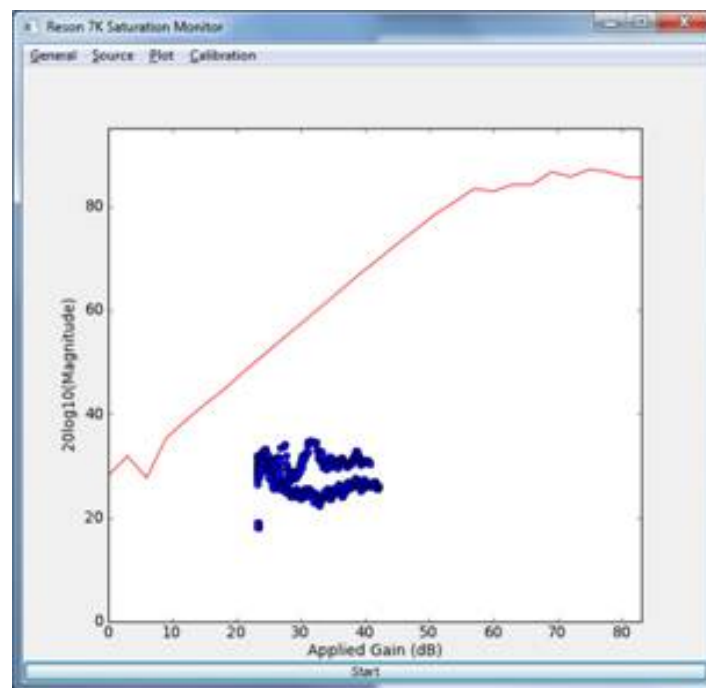 Reson 7K Saturation Monitor
General Source Plot Calibration
80
60
40
20
0
20log10(Magnitude)
0 10 20 30 40 50 60 70 80
Applied Gain (dB)
Start